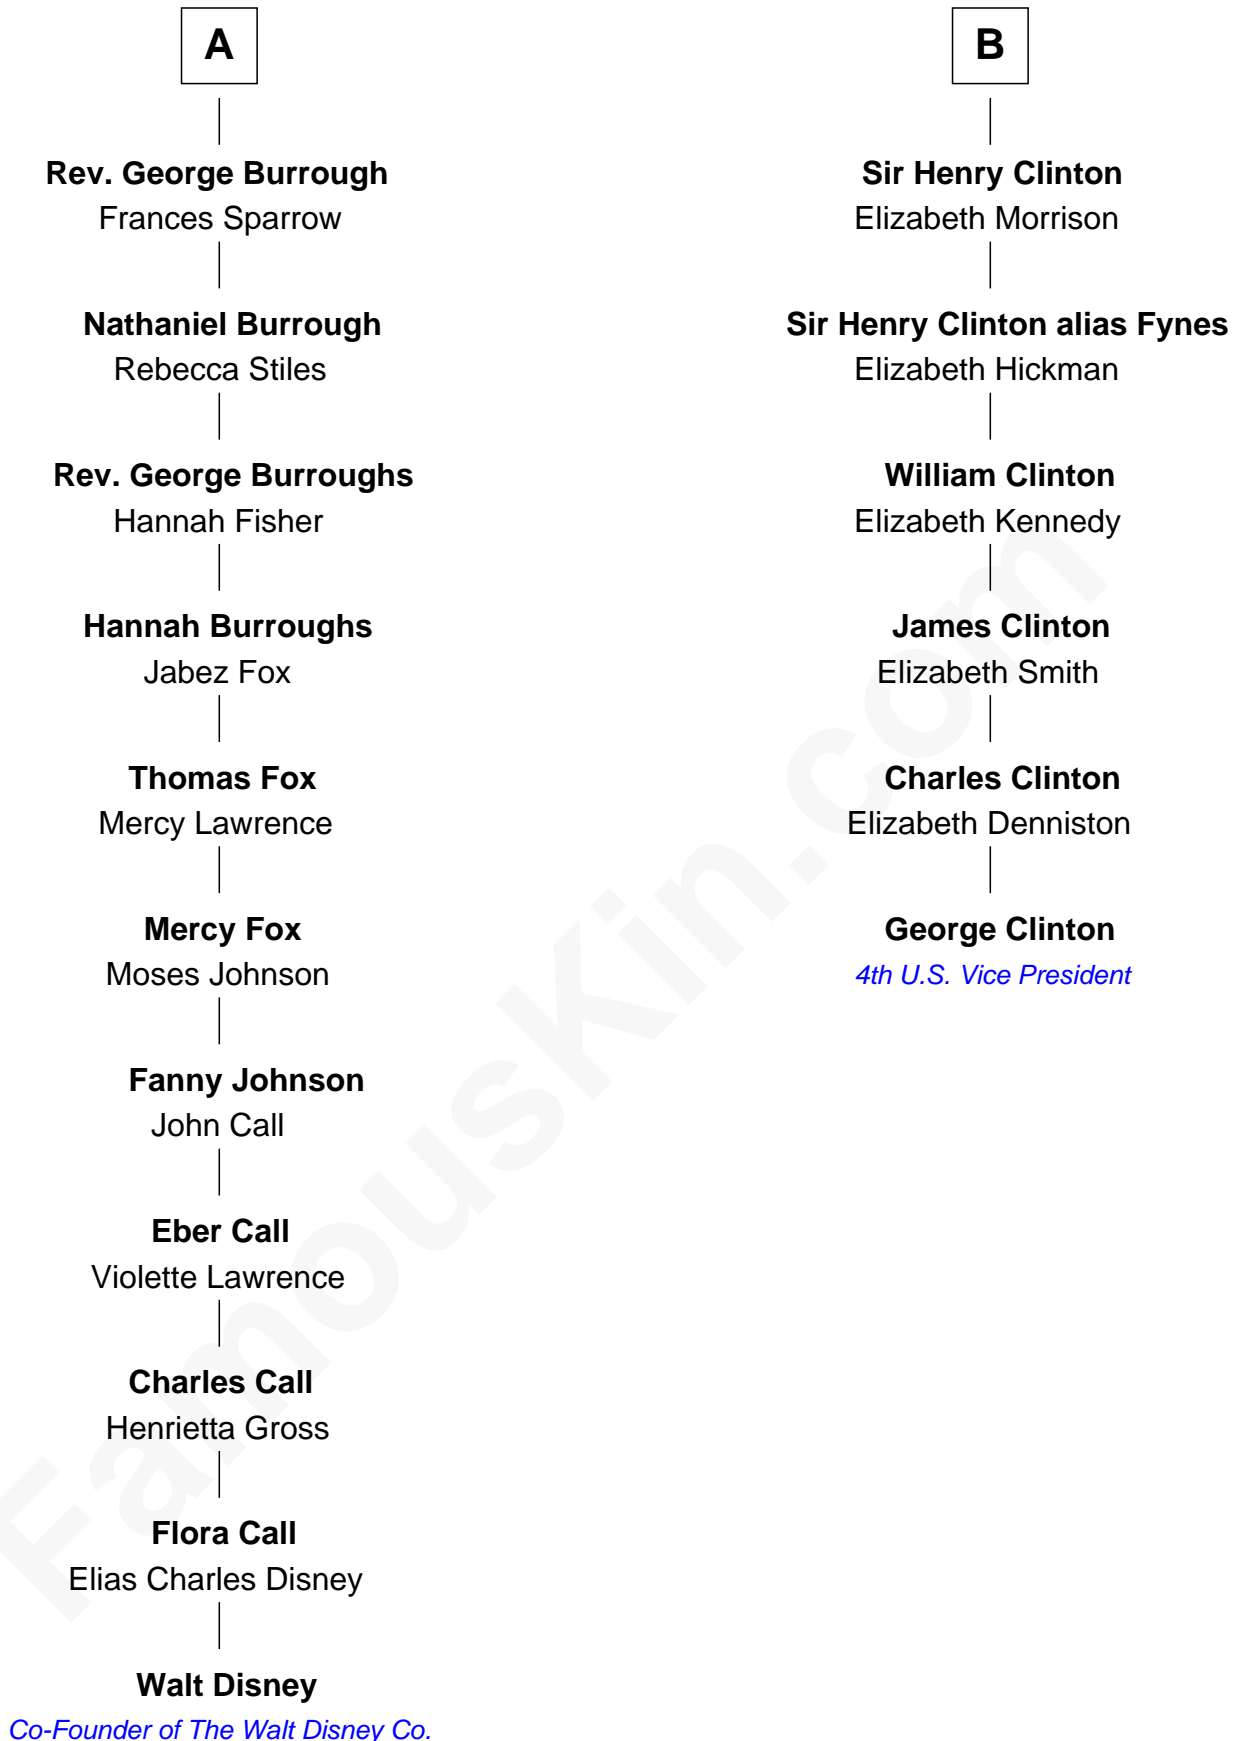 A
Rev. George Burrough
Frances Sparrow
Nathaniel Burrough
Rebecca Stiles
Rev. George Burroughs
Hannah Fisher
Hannah Burroughs
Jabez Fox
Thomas Fox
Mercy Lawrence
Mercy Fox
Moses Johnson
Fanny Johnson
John Call
Eber Call
Violette Lawrence
Charles Call
Henrietta Gross
Flora Call
Elias Charles Disney
Walt Disney
Co-Founder of The Walt Disney Co.
B
Sir Henry Clinton
Elizabeth Morrison
Sir Henry Clinton alias Fynes
Elizabeth Hickman
William Clinton
Elizabeth Kennedy
James Clinton
Elizabeth Smith
Charles Clinton
Elizabeth Denniston
George Clinton
4th U.S. Vice President
FamousKin.com